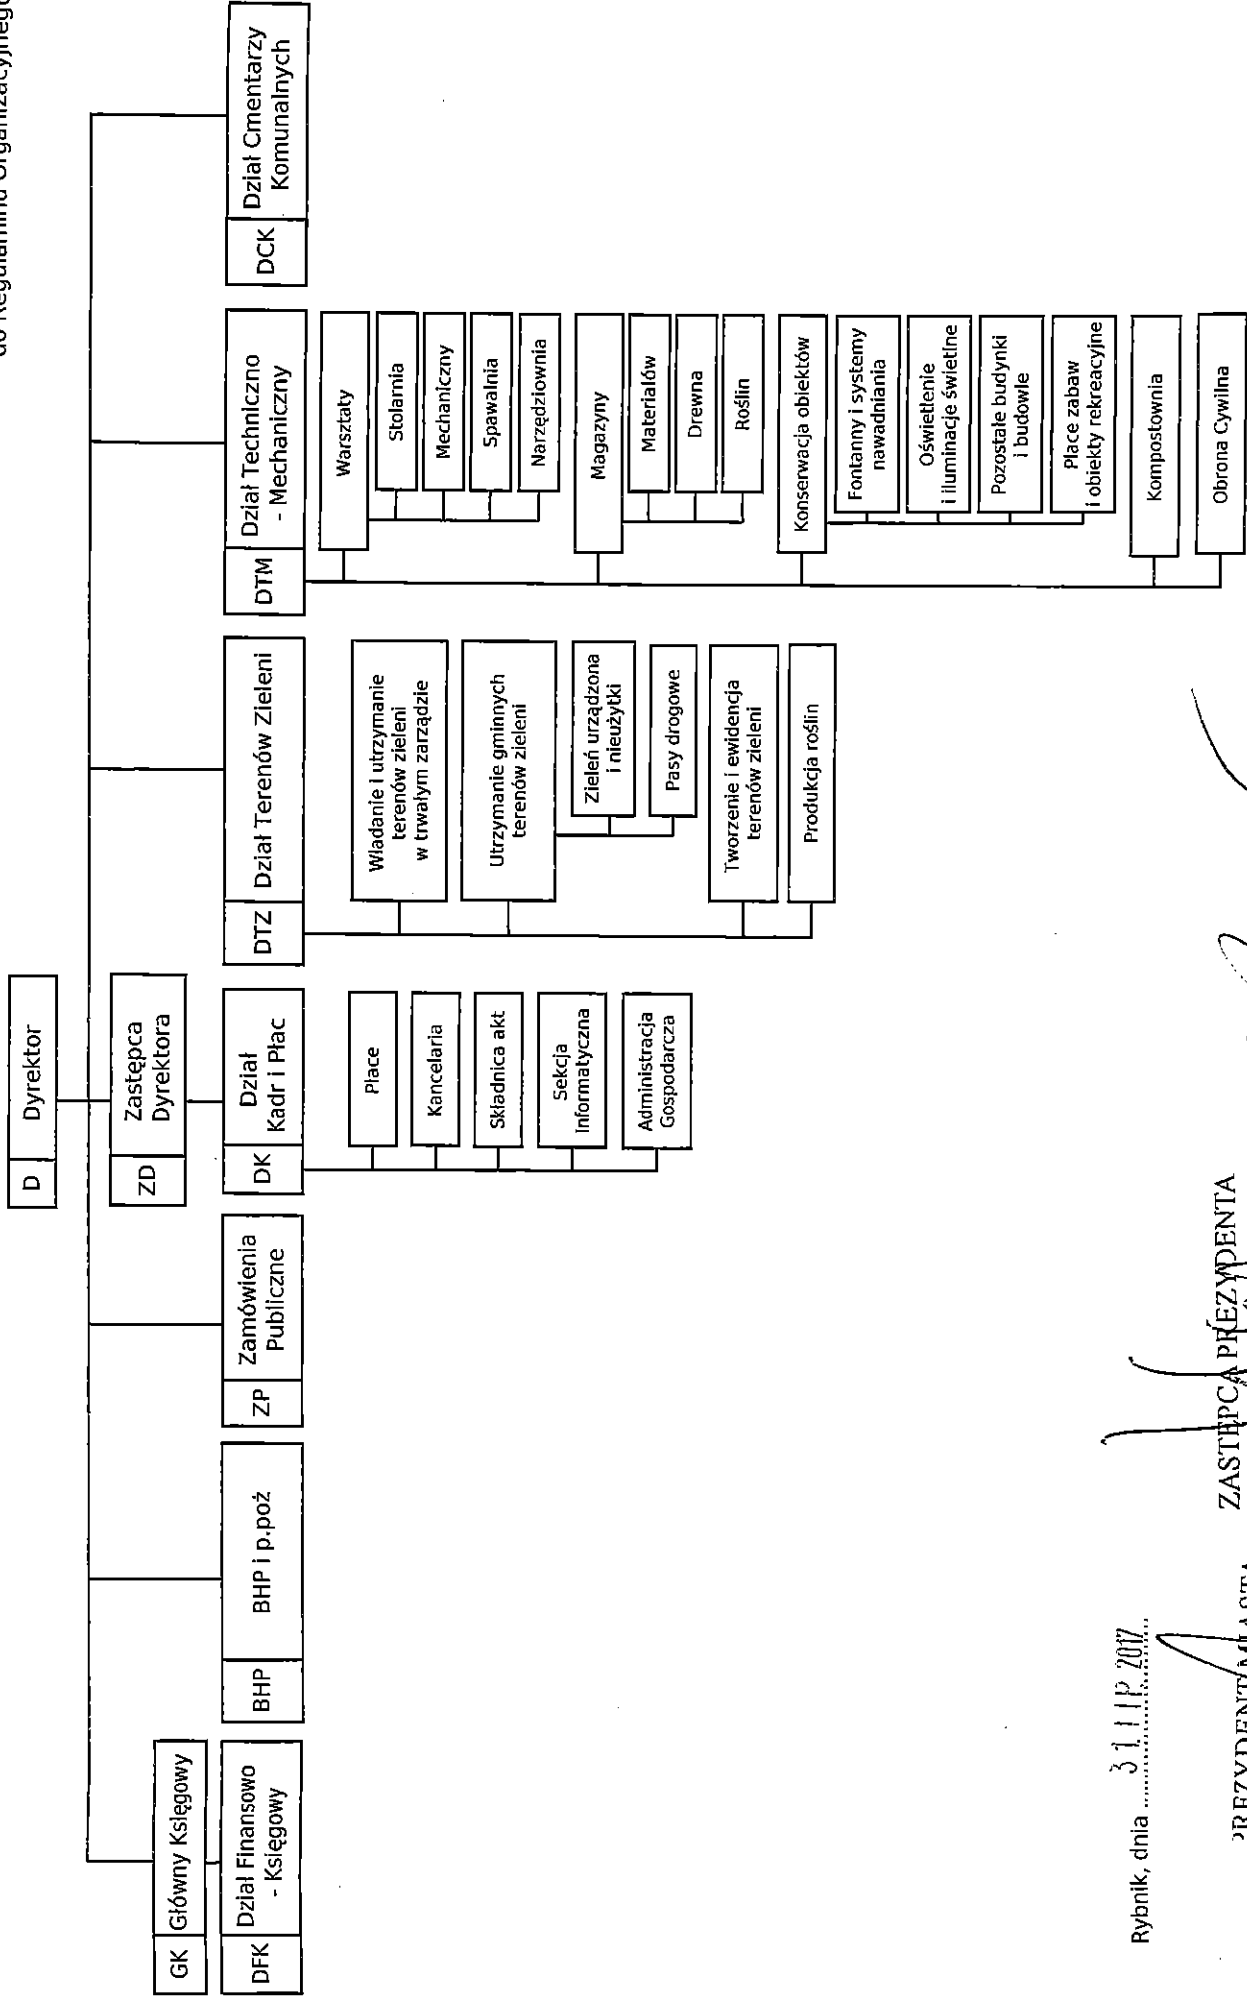 do Regulaminu Organizacyjnego
D
Dyrektor
ZD
Zastępca
Dyrektora
GK
Główny Księgowy
DFK
Dział Finansowo
- Księgowy
BHP
BHP i p.poż
ZP
Zamówienia
Publiczne
DK
Dział
Kadr i Płac
Płace
Kancelaria
Składnica akt
Sekcja
Informatyczna
Administracja
Gospodarcza
DTZ
Dział Terenów Zieleni
Władanie i utrzymanie
terenów zieleni
w trwałym zarządzie
Utrzymanie gminnych
terenów zieleni
Zieleń urządzona
i nieużytki
Pasy drogowe
Tworzenie i ewidencja
terenów zieleni
Produkcja roślin
DTM
Dział Techniczno
- Mechaniczny
Warsztaty
Stolarnia
Mechaniczny
Spawalnia
Narzędziownia
Magazyny
Materiałów
Drewna
Roślin
Konserwacja obiektów
Fontanny i systemy
nawadniania
Oświetlenie
i iluminacje świetlne
Pozostałe budynki
i budowle
Place zabaw
i obiekty rekreacyjne
Kompostownia
Obrona Cywilna
DCK
Dział Cmentarzy
Komunalnych
Rybnik, dnia 31 LIP. 2017
ZASTĘPCA PREZYDENTA
PREZYDENT MIASTA